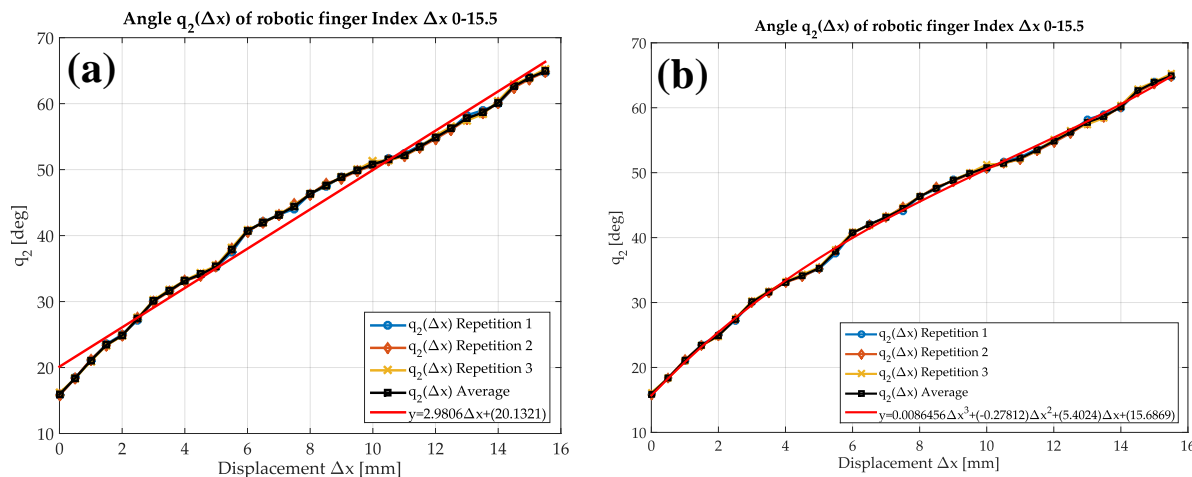 Angle q2(Δx) of robotic finger Index Δx 0-15.5
(a)
q2 [deg]
70
60
50
40
30
20
10
0 2 4 6 8 10 12 14 16
Displacement Δx [mm]
q2(Δx) Repetition 1
q2(Δx) Repetition 2
q2(Δx) Repetition 3
q2(Δx) Average
y=2.9806Δx+(20.1321)
Angle q2(Δx) of robotic finger Index Δx 0-15.5
(b)
q2 [deg]
70
60
50
40
30
20
10
0 2 4 6 8 10 12 14 16
Displacement Δx [mm]
q2(Δx) Repetition 1
q2(Δx) Repetition 2
q2(Δx) Repetition 3
q2(Δx) Average
y=0.0086456Δx³+(-0.27812)Δx²+(5.4024)Δx+(15.6869)